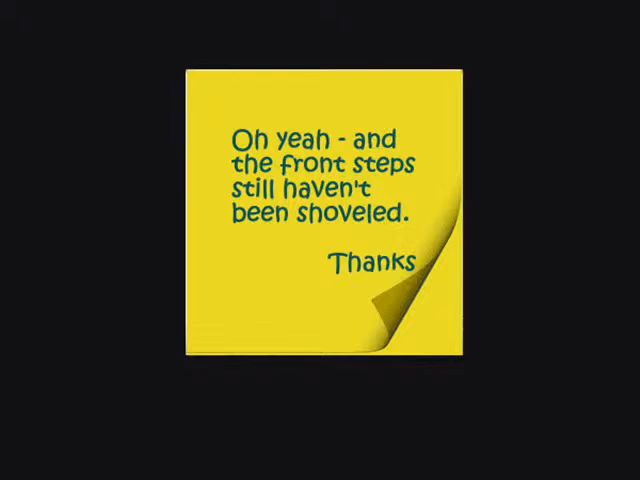 Oh yeah - and
the front steps
still haven't
been shoveled.
Thanks